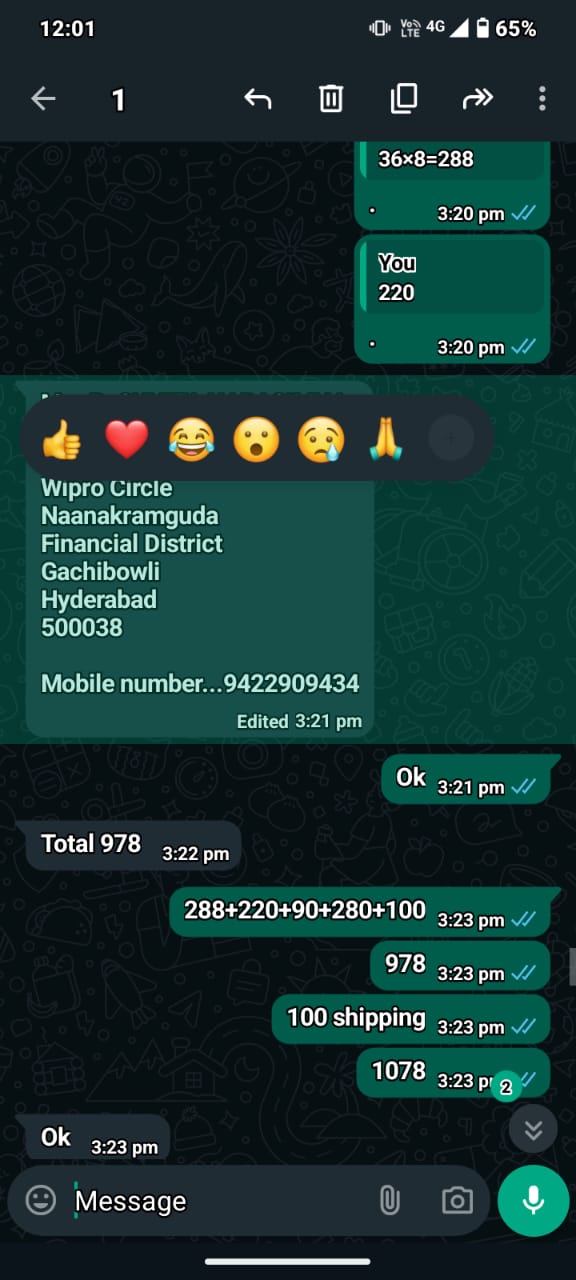 12:01
Vo)) LTE 4G 65%
1
36×8=288
.
3:20 pm
You
220
.
3:20 pm
Wipro Circle
Naanakramguda
Financial District
Gachibowli
Hyderabad
500038
Mobile number...9422909434
Edited 3:21 pm
Ok 3:21 pm
Total 978 3:22 pm
288+220+90+280+100 3:23 pm
978 3:23 pm
100 shipping 3:23 pm
1078 3:23 p
2
Ok 3:23 pm
Message